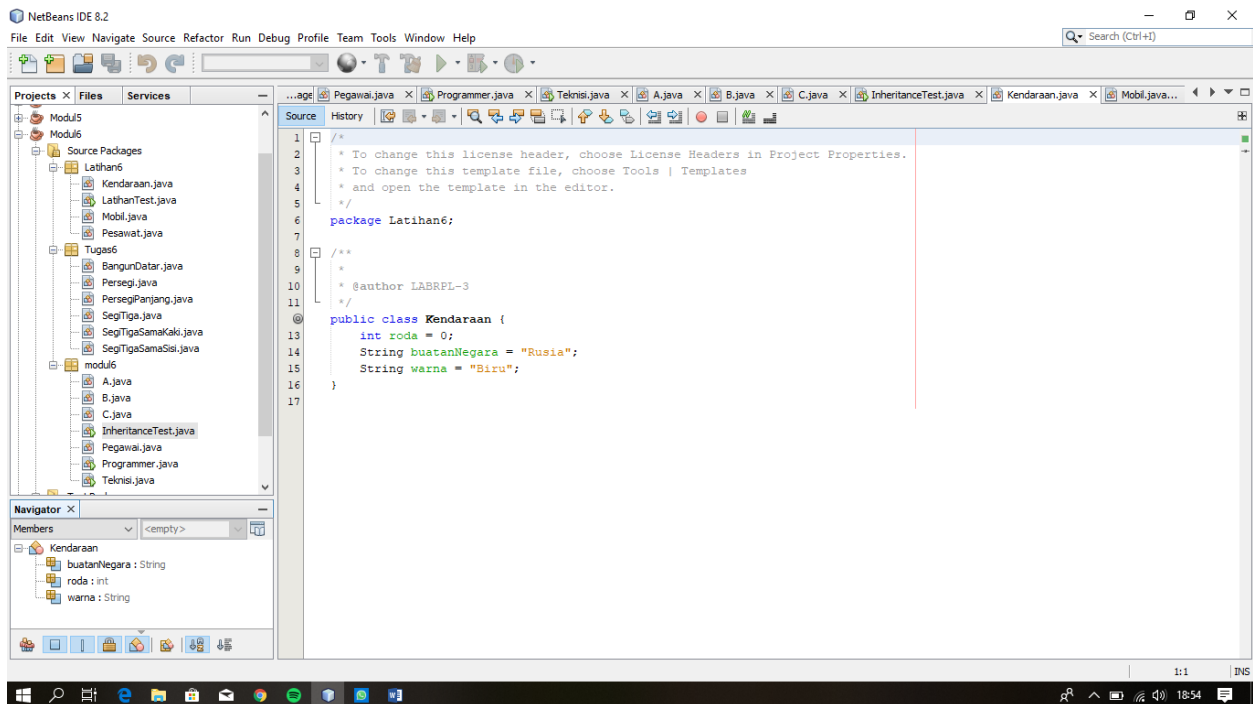 NetBeans IDE 8.2
File Edit View Navigate Source Refactor Run Debug Profile Team Tools Window Help
Search (Ctrl+I)
Projects Files Services
...age Pegawai.java Programmer.java Teknisi.java A.java B.java C.java InheritanceTest.java Kendaraan.java Mobil.java...
Source History
Modul5
Modul6
Source Packages
Latihan6
Kendaraan.java
LatihanTest.java
Mobil.java
Pesawat.java
Tugas6
BangunDatar.java
Persegi.java
PersegiPanjang.java
SegiTiga.java
SegiTigaSamaKaki.java
SegiTigaSamaSisi.java
modul6
A.java
B.java
C.java
InheritanceTest.java
Pegawai.java
Programmer.java
Teknisi.java
1 /*
2 * To change this license header, choose License Headers in Project Properties.
3 * To change this template file, choose Tools | Templates
4 * and open the template in the editor.
5 */
6 package Latihan6;
7
8 /**
9 *
10 * @author LABRPL-3
11 */
public class Kendaraan {
13 int roda = 0;
14 String buatanNegara = "Rusia";
15 String warna = "Biru";
16 }
17
Navigator
Members <empty>
Kendaraan
buatanNegara : String
roda : int
warna : String
1:1 INS
18:54